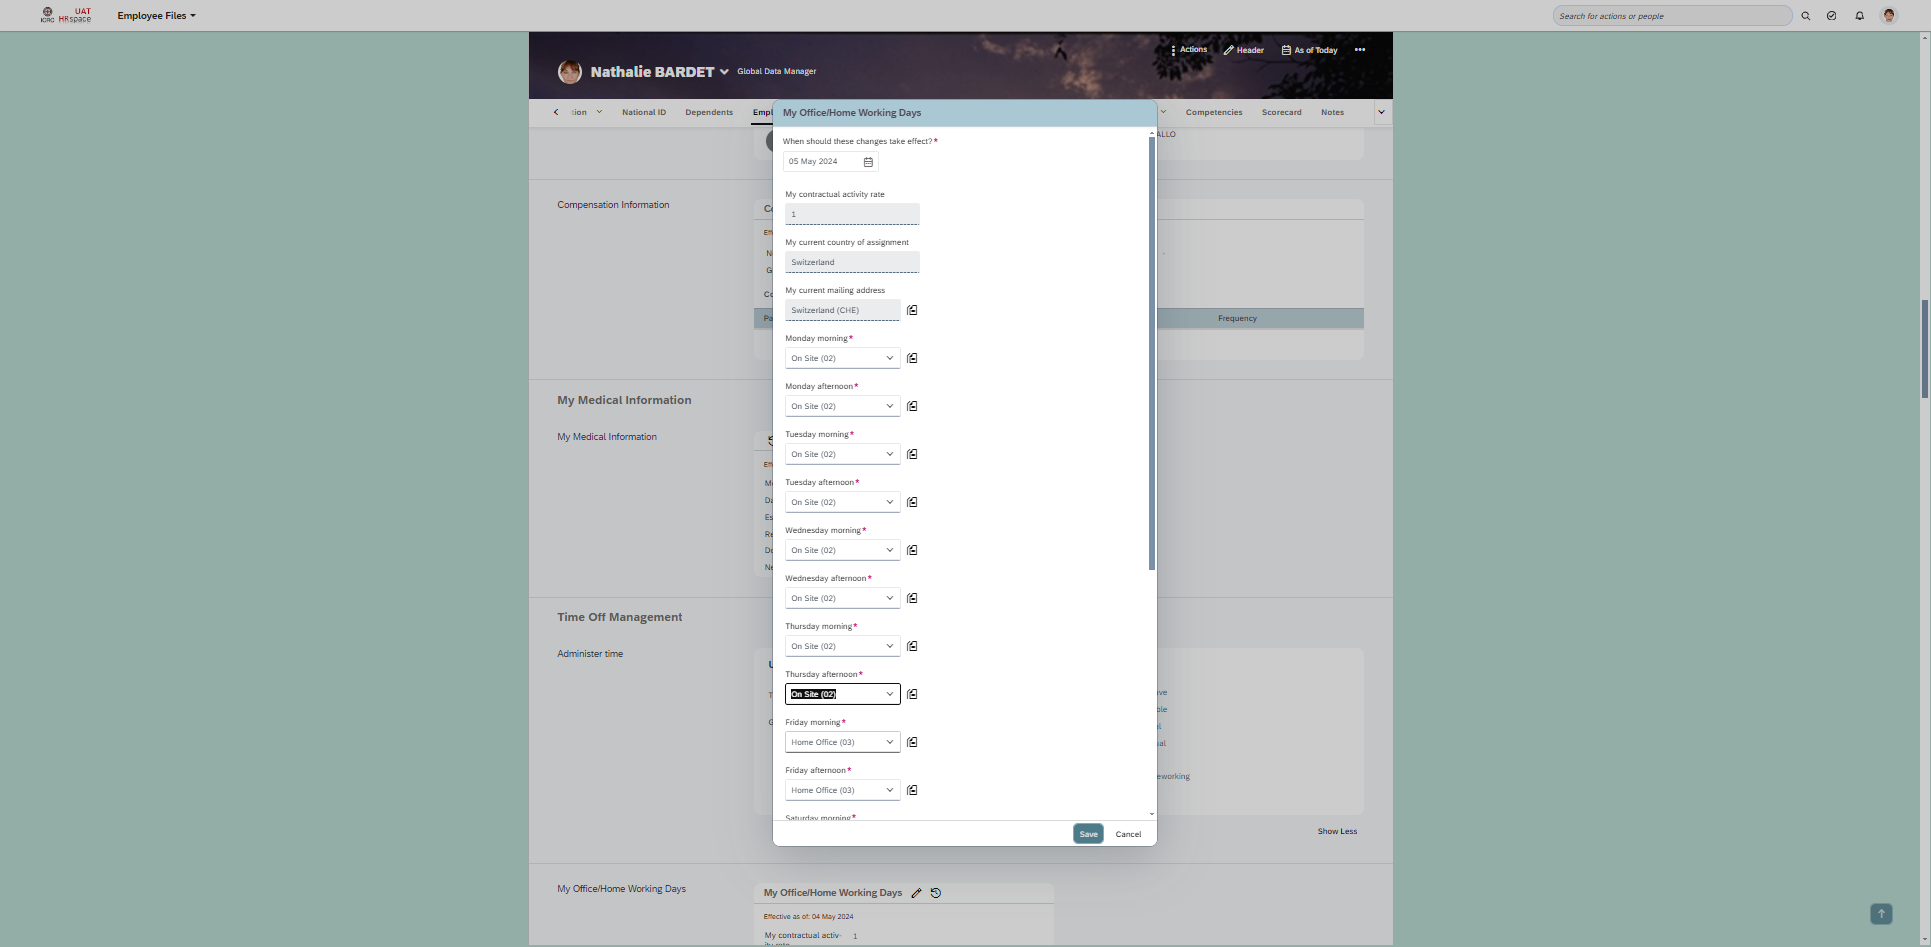 ICRC UAT
HRspace
Employee Files
Search for actions or people
Actions
Header
As of Today
Nathalie BARDET
Global Data Manager
tion
National ID
Dependents
Empl
Competencies
Scorecard
Notes
My Office/Home Working Days
When should these changes take effect?*
05 May 2024
My contractual activity rate
1
My current country of assignment
Switzerland
My current mailing address
Switzerland (CHE)
Monday morning*
On Site (02)
Monday afternoon*
On Site (02)
Tuesday morning*
On Site (02)
Tuesday afternoon*
On Site (02)
Wednesday morning*
On Site (02)
Wednesday afternoon*
On Site (02)
Thursday morning*
On Site (02)
Thursday afternoon*
On Site (02)
Friday morning*
Home Office (03)
Friday afternoon*
Home Office (03)
Saturday morning*
Save
Cancel
ALLO
Compensation Information
Frequency
My Medical Information
My Medical Information
Time Off Management
Administer time
eworking
Show Less
My Office/Home Working Days
My Office/Home Working Days
Effective as of: 04 May 2024
My contractual activ-
1